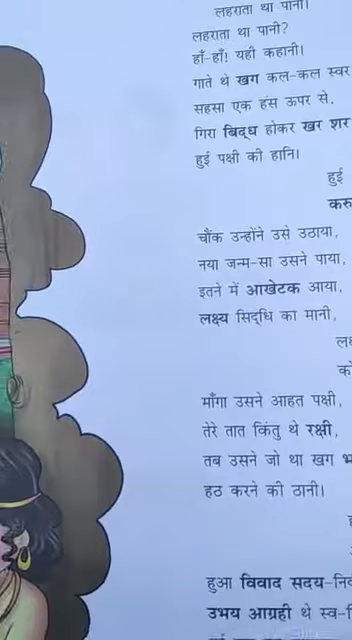 लहराता था पानी।
लहराता था पानी?
हाँ-हाँ! यही कहानी।
गाते थे खग कल-कल स्वर
सहसा एक हंस ऊपर से,
गिरा बिद्ध होकर खर शर
हुई पक्षी की हानि।
हुई
करु
चौंक उन्होंने उसे उठाया,
नया जन्म-सा उसने पाया,
इतने में आखेटक आया,
लक्ष्य सिद्धि का मानी,
माँगा उसने आहत पक्षी,
तेरे तात किंतु थे रक्षी,
तब उसने जो था खग
हठ करने की ठानी।
हुआ विवाद सदय-
उभय आग्रही थे स्व-